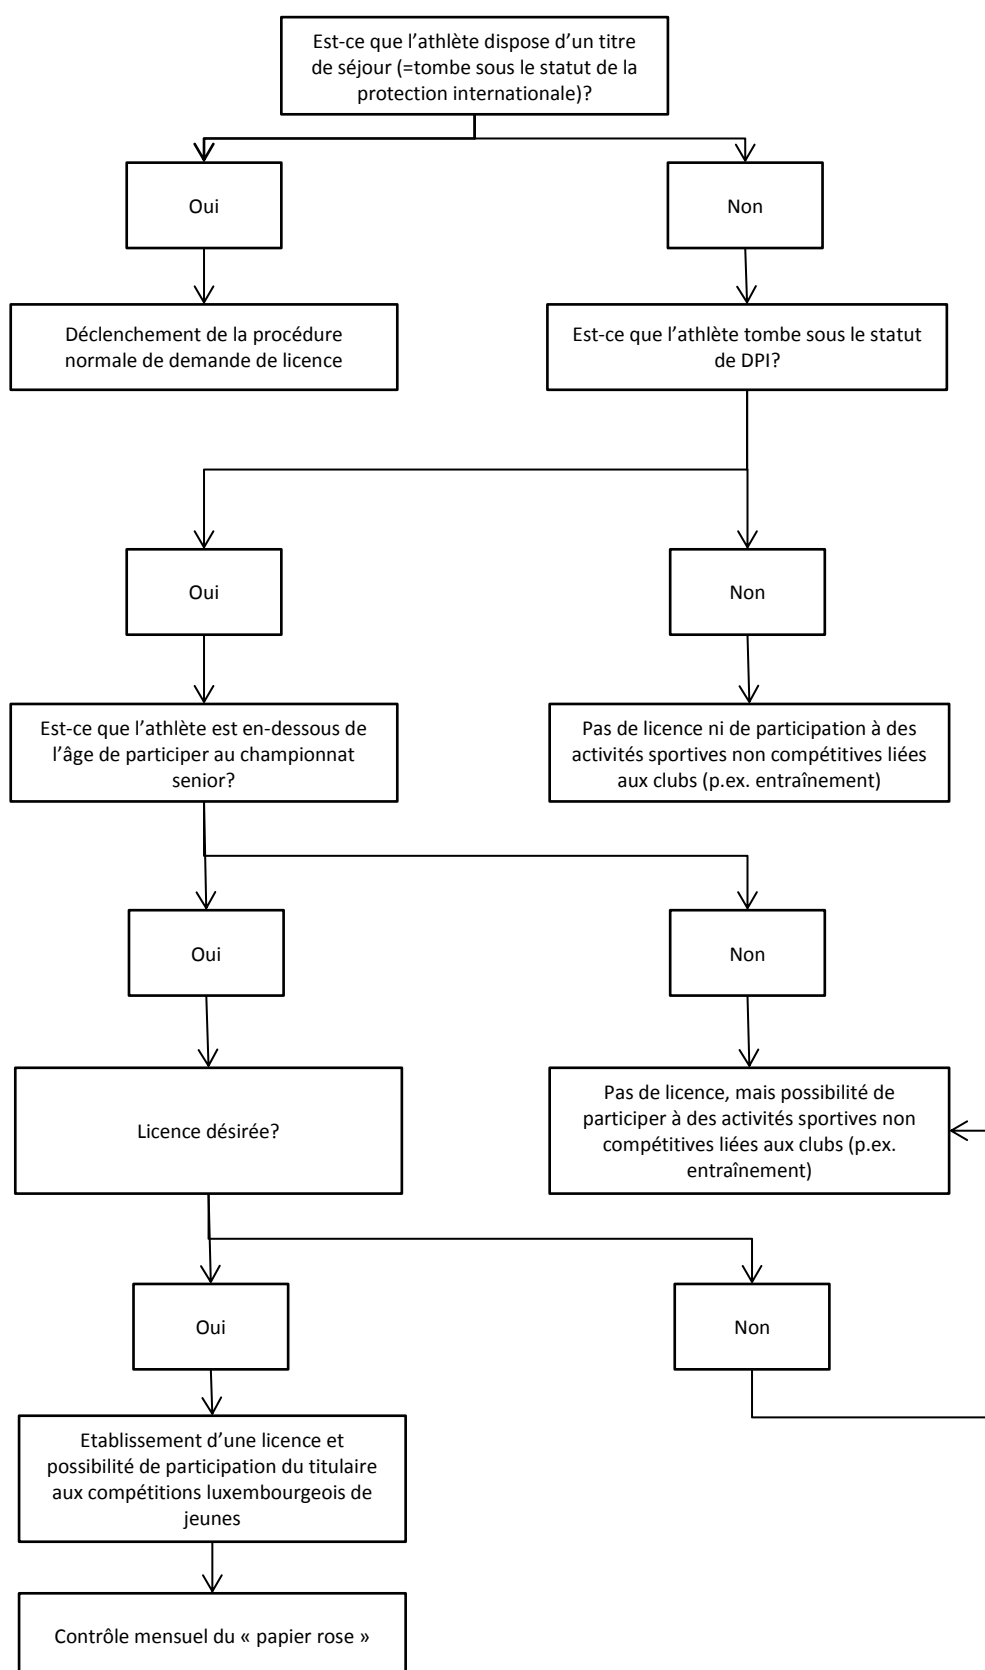 Est-ce que l’athlète dispose d’un titre
de séjour (=tombe sous le statut de la
protection internationale)?
Oui
Non
Déclenchement de la procédure
normale de demande de licence
Est-ce que l’athlète tombe sous le statut
de DPI?
Oui
Non
Est-ce que l’athlète est en-dessous de
l’âge de participer au championnat
senior?
Pas de licence ni de participation à des
activités sportives non compétitives liées
aux clubs (p.ex. entraînement)
Oui
Non
Licence désirée?
Pas de licence, mais possibilité de
participer à des activités sportives non
compétitives liées aux clubs (p.ex.
entraînement)
Oui
Non
Etablissement d’une licence et
possibilité de participation du titulaire
aux compétitions luxembourgeois de
jeunes
Contrôle mensuel du « papier rose »